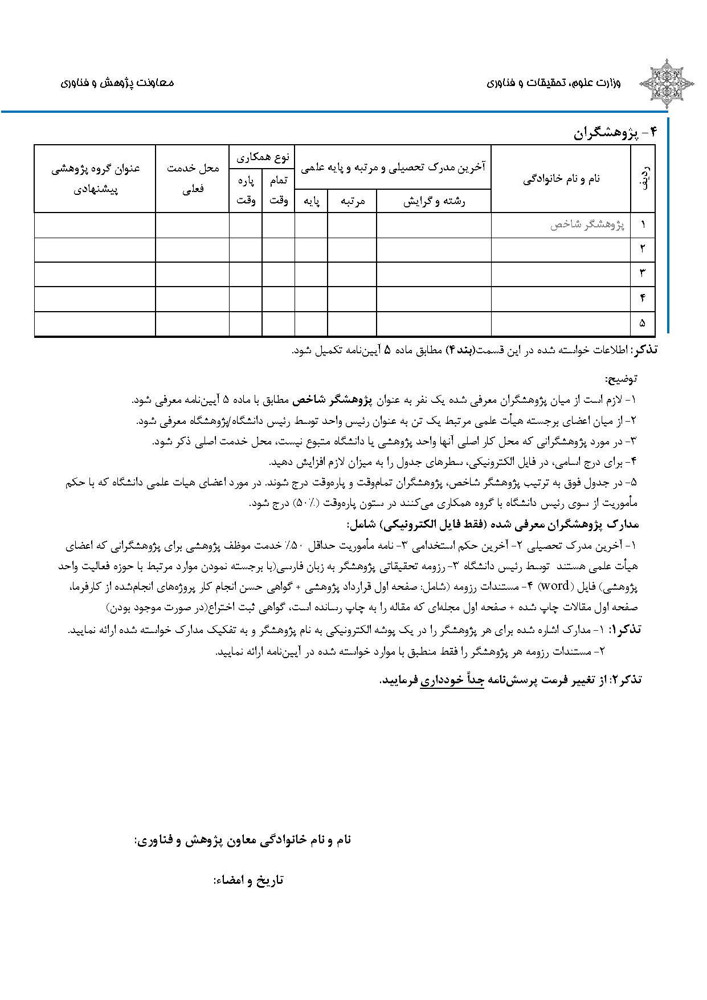 وزارت علوم، تحقیقات و فناوری
معاونت پژوهش و فناوری
۴- پژوهشگران
ردیف
نام و نام خانوادگی
آخرین مدرک تحصیلی و مرتبه و پایه علمی
نوع همکاری
محل خدمت فعلی
عنوان گروه پژوهشی پیشنهادی
رشته و گرایش
مرتبه
پایه
تمام وقت
پاره وقت
۱ پژوهشگر شاخص
۲
۳
۴
۵
تذکر: اطلاعات خواسته شده در این قسمت(بند۴) مطابق ماده ۵ آیین‌نامه تکمیل شود.
توضیح:
۱- لازم است از میان پژوهشگران معرفی شده یک نفر به عنوان پژوهشگر شاخص مطابق با ماده ۵ آیین‌نامه معرفی شود.
۲- از میان اعضای برجسته هیأت علمی مرتبط یک تن به عنوان رئیس واحد توسط رئیس دانشگاه/پژوهشگاه معرفی شود.
۳- در مورد پژوهشگرانی که محل کار اصلی آنها واحد پژوهشی یا دانشگاه متبوع نیست، محل خدمت اصلی ذکر شود.
۴- برای درج اسامی، در فایل الکترونیکی، سطرهای جدول را به میزان لازم افزایش دهید.
۵- در جدول فوق به ترتیب پژوهشگر شاخص، پژوهشگران تمام‌وقت و پاره‌وقت درج شوند. در مورد اعضای هیات علمی دانشگاه که با حکم
مأموریت از سوی رئیس دانشگاه با گروه همکاری می‌کنند در ستون پاره‌وقت (۵۰٪) درج شود.
مدارک پژوهشگران معرفی شده (فقط فایل الکترونیکی) شامل:
۱- آخرین مدرک تحصیلی ۲- آخرین حکم استخدامی ۳- نامه مأموریت حداقل ۵۰٪ خدمت موظف پژوهشی برای پژوهشگرانی که اعضای
هیأت علمی هستند توسط رئیس دانشگاه ۳- رزومه تحقیقاتی پژوهشگر به زبان فارسی(با برجسته نمودن موارد مرتبط با حوزه فعالیت واحد
پژوهشی) فایل (word) ۴- مستندات رزومه (شامل: صفحه اول قرارداد پژوهشی + گواهی حسن انجام کار پروژه‌های انجام‌شده از کارفرما،
صفحه اول مقالات چاپ شده + صفحه اول مجله‌ای که مقاله را به چاپ رسانده است، گواهی ثبت اختراع(در صورت موجود بودن)
تذکر۱: ۱- مدارک اشاره شده برای هر پژوهشگر را در یک پوشه الکترونیکی به نام پژوهشگر و به تفکیک مدارک خواسته شده ارائه نمایید.
۲- مستندات رزومه هر پژوهشگر را فقط منطبق با موارد خواسته شده در آیین‌نامه ارائه نمایید.
تذکر۲: از تغییر فرمت پرسش‌نامه جداً خودداری فرمایید.
نام و نام خانوادگی معاون پژوهش و فناوری:
تاریخ و امضاء: